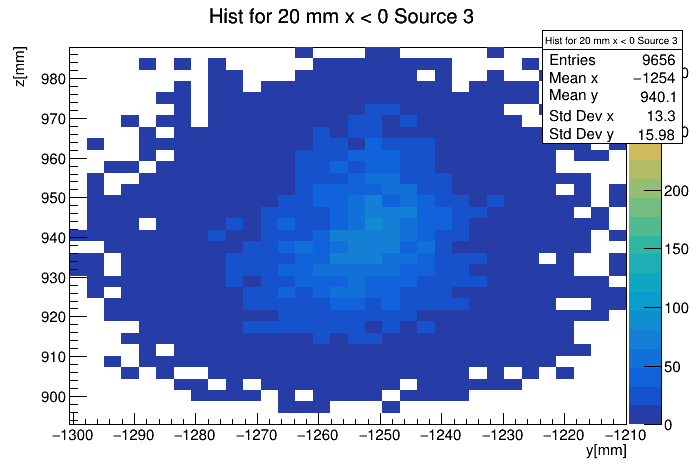 Hist for 20 mm x < 0 Source 3
z[mm]
Hist for 20 mm x < 0 Source 3
Entries 9656
Mean x −1254
Mean y 940.1
Std Dev x 13.3
Std Dev y 15.98
980
970
960
950
940
930
920
910
900
200
150
100
50
0
−1300 −1290 −1280 −1270 −1260 −1250 −1240 −1230 −1220 −1210
y[mm]